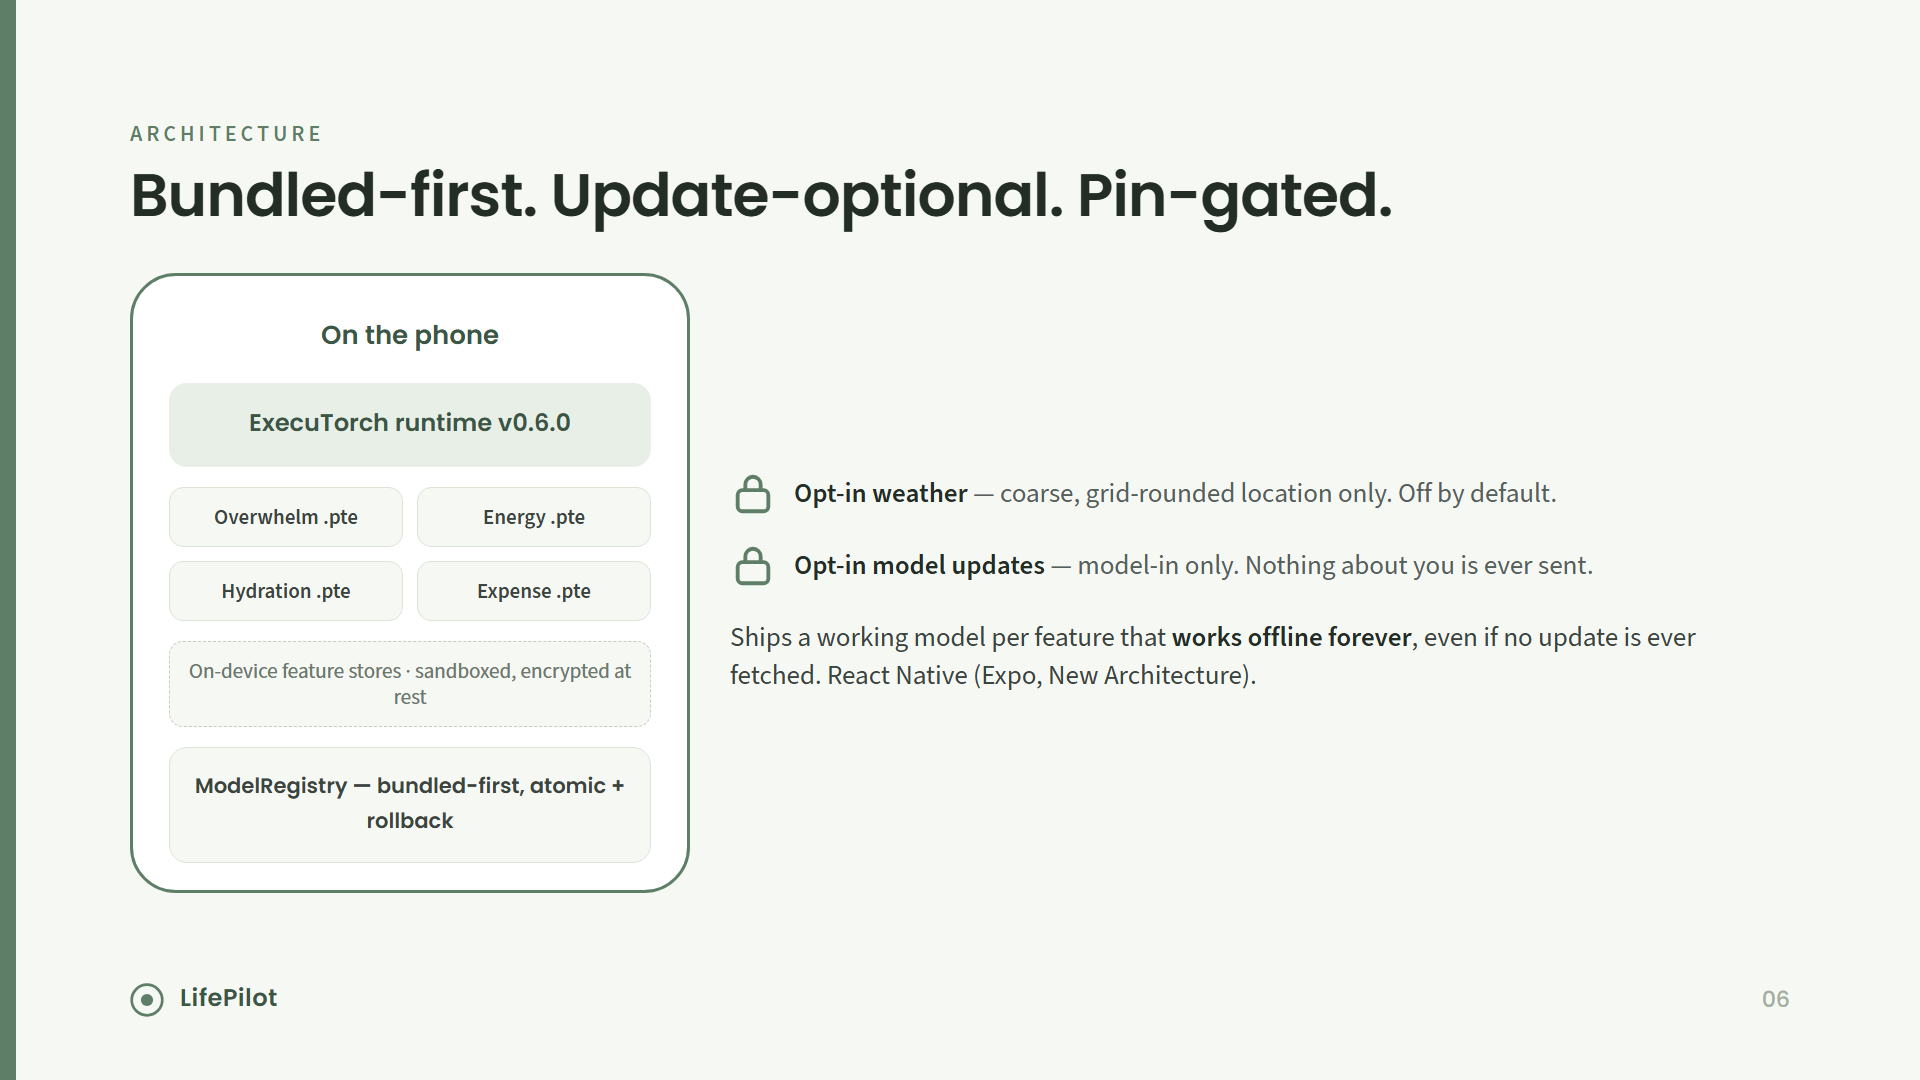 ARCHITECTURE
Bundled-first. Update-optional. Pin-gated.
On the phone
ExecuTorch runtime v0.6.0
Overwhelm .pte
Energy .pte
Hydration .pte
Expense .pte
On-device feature stores · sandboxed, encrypted at
rest
ModelRegistry — bundled-first, atomic +
rollback
Opt-in weather — coarse, grid-rounded location only. Off by default.
Opt-in model updates — model-in only. Nothing about you is ever sent.
Ships a working model per feature that works offline forever, even if no update is ever
fetched. React Native (Expo, New Architecture).
LifePilot
06